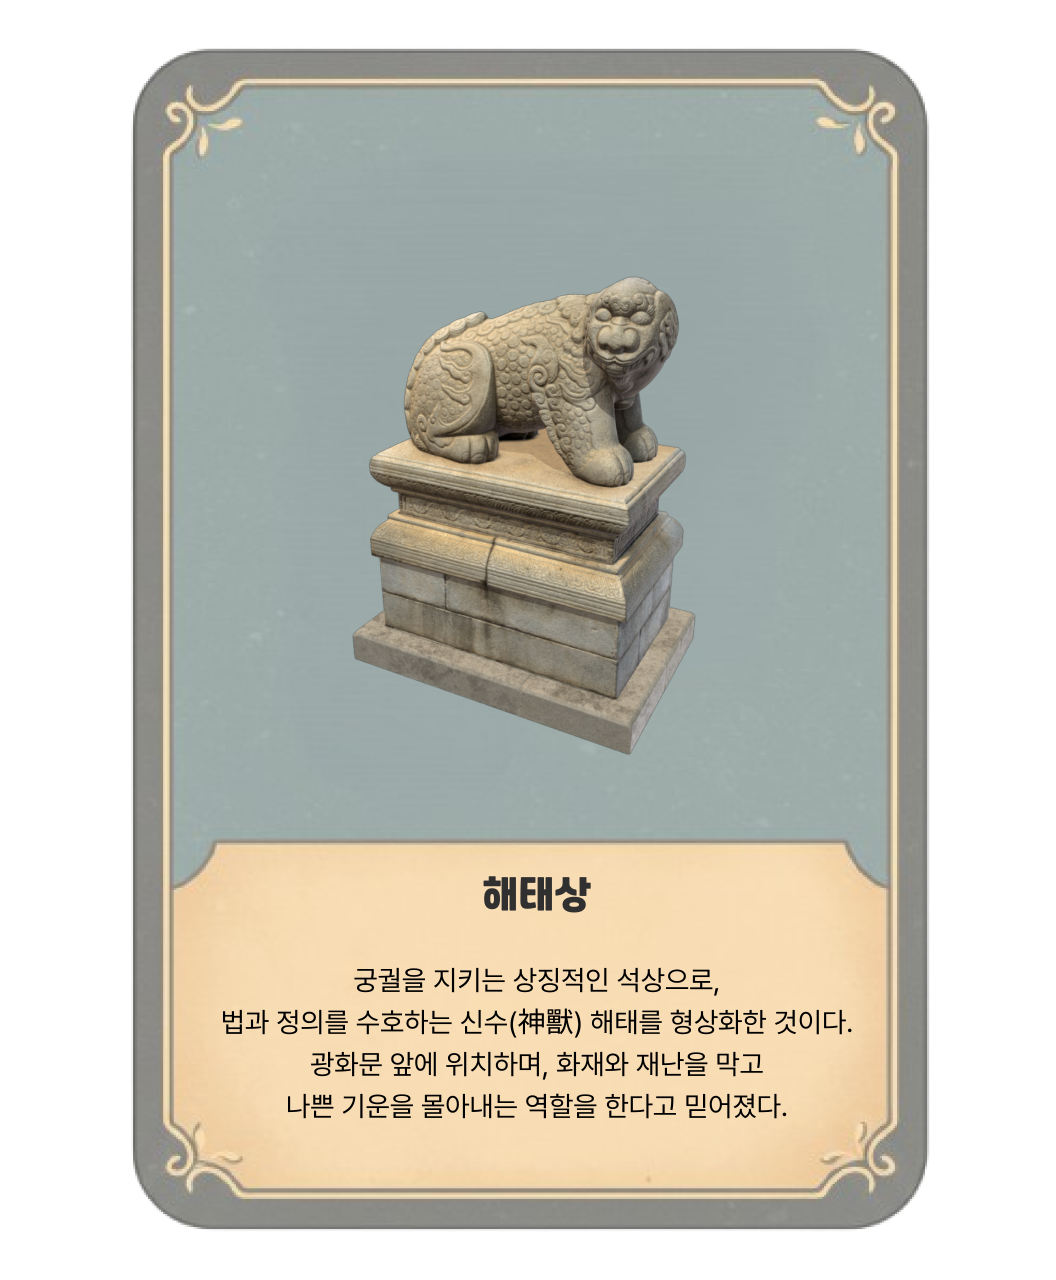 해태상
궁궐을 지키는 상징적인 석상으로,
법과 정의를 수호하는 신수(神獸) 해태를 형상화한 것이다.
광화문 앞에 위치하며, 화재와 재난을 막고
나쁜 기운을 몰아내는 역할을 한다고 믿어졌다.